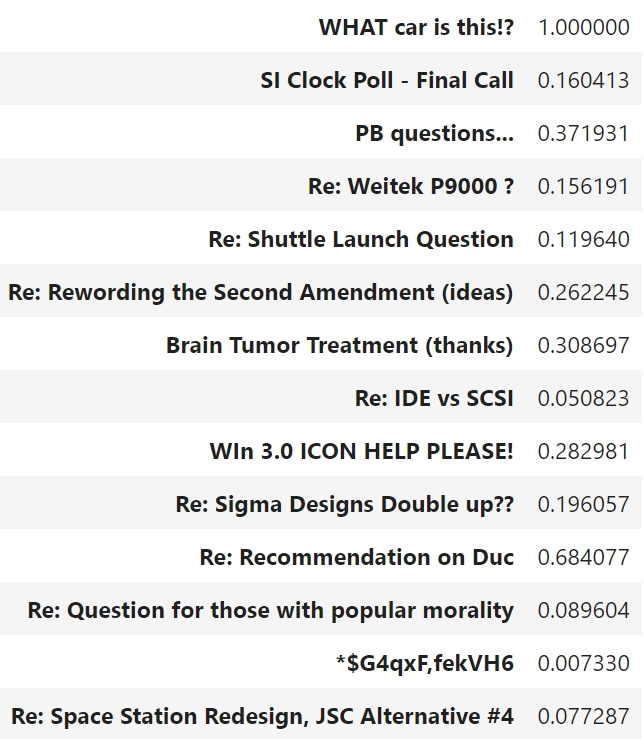 WHAT car is this!? 1.000000
SI Clock Poll - Final Call 0.160413
PB questions... 0.371931
Re: Weitek P9000 ? 0.156191
Re: Shuttle Launch Question 0.119640
Re: Rewording the Second Amendment (ideas) 0.262245
Brain Tumor Treatment (thanks) 0.308697
Re: IDE vs SCSI 0.050823
WIn 3.0 ICON HELP PLEASE! 0.282981
Re: Sigma Designs Double up?? 0.196057
Re: Recommendation on Duc 0.684077
Re: Question for those with popular morality 0.089604
*$G4qxF,fekVH6 0.007330
Re: Space Station Redesign, JSC Alternative #4 0.077287